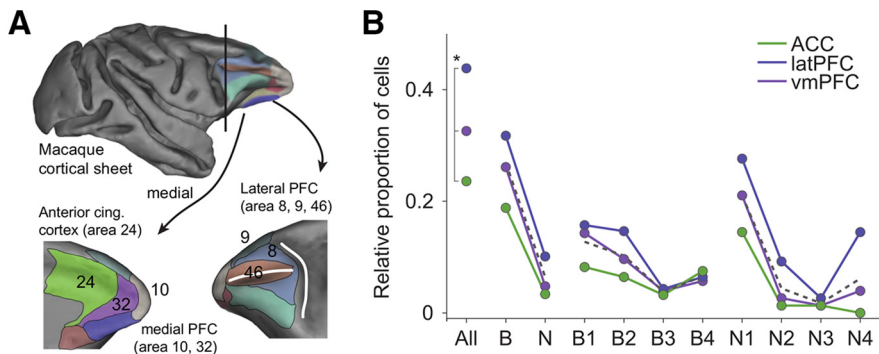 A
Macaque
cortical sheet
medial
Lateral PFC
(area 8, 9, 46)
Anterior cing.
cortex (area 24)
24
32
10
medial PFC
(area 10, 32)
9
8
46
B
ACC
latPFC
vmPFC
*
Relative proportion of cells
0.4
0.2
0
All B N B1 B2 B3 B4 N1 N2 N3 N4